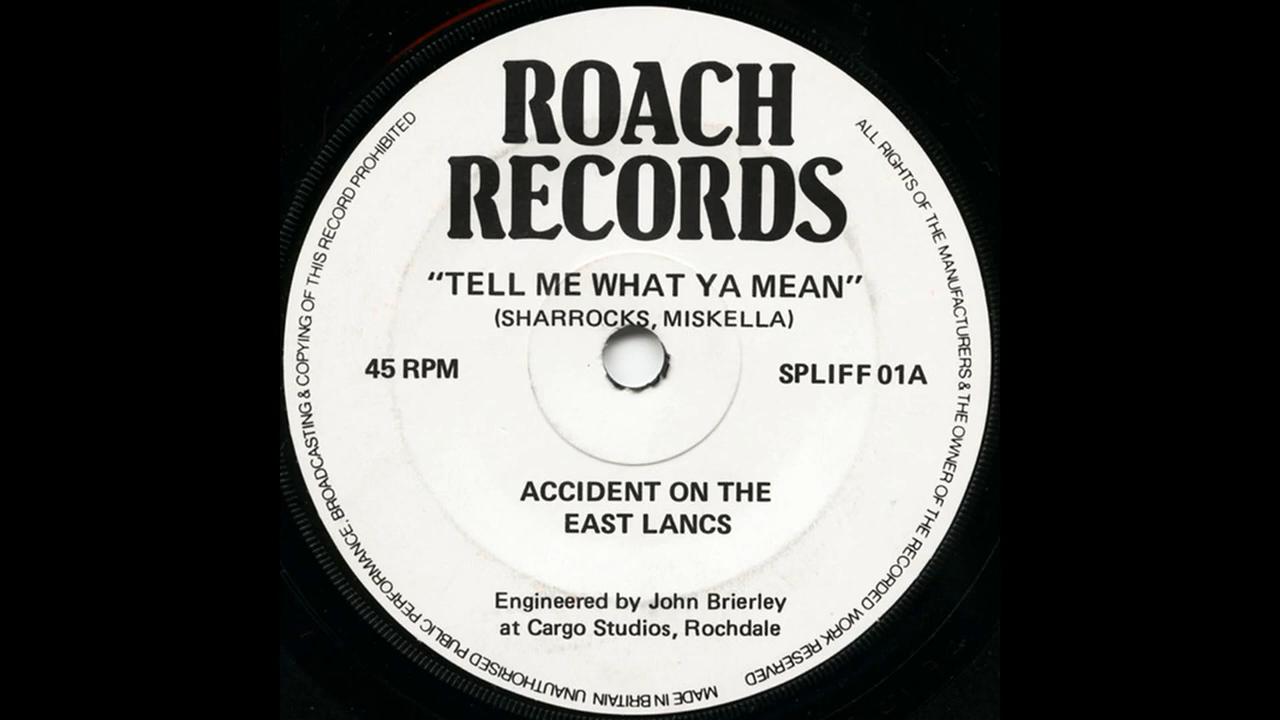 ROACH
RECORDS
"TELL ME WHAT YA MEAN"
(SHARROCKS, MISKELLA)
45 RPM
SPLIFF 01A
ACCIDENT ON THE
EAST LANCS
Engineered by John Brierley
at Cargo Studios, Rochdale
ALL RIGHTS OF THE MANUFACTURERS & THE OWNER OF THE RECORDED WORK RESERVED
MADE IN BRITAIN UNAUTHORISED PUBLIC PERFORMANCE, BROADCASTING & COPYING OF THIS RECORD PROHIBITED